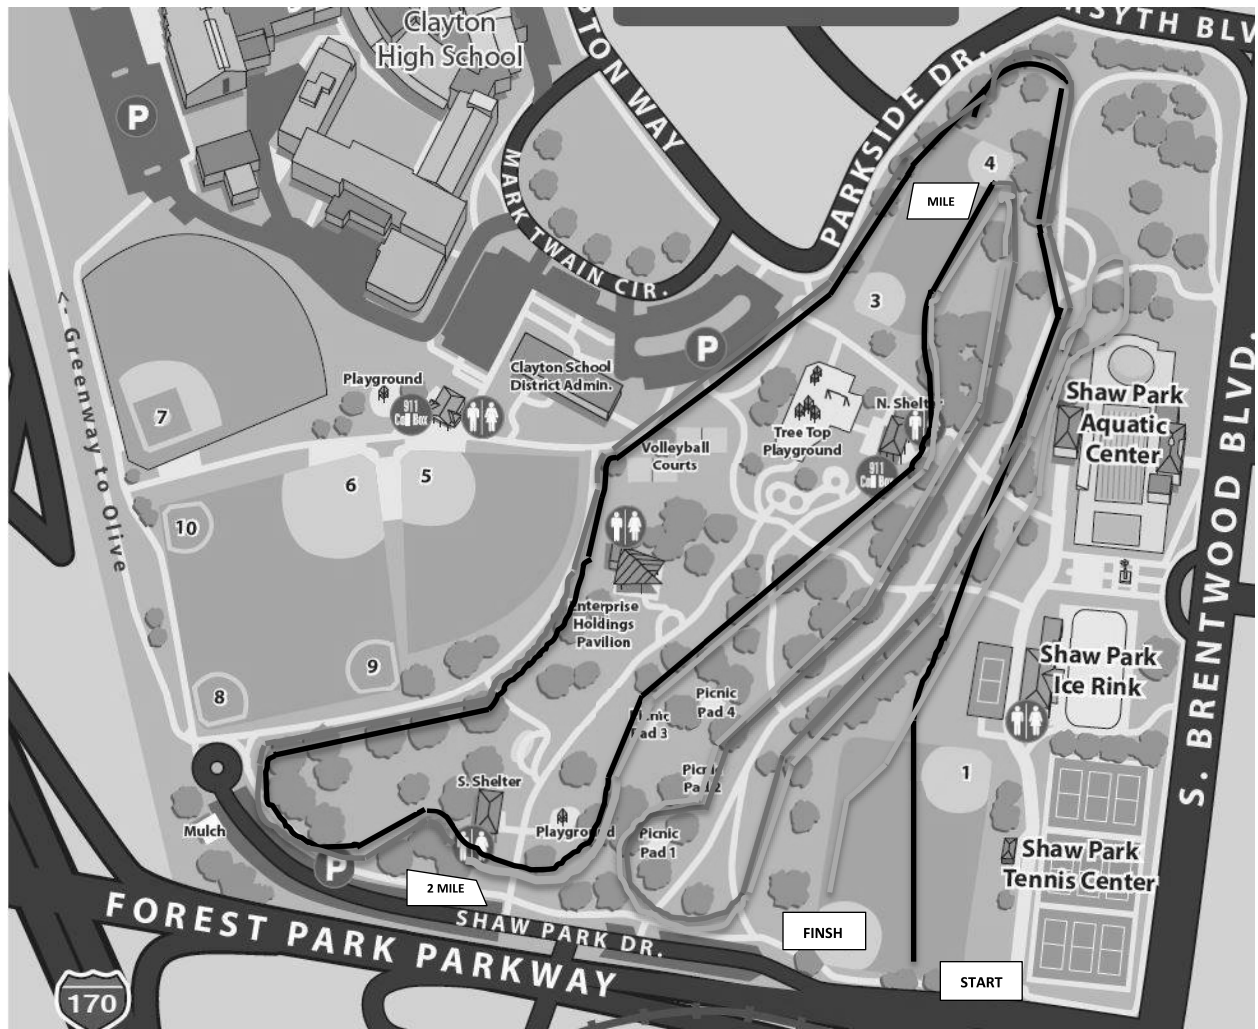 Clayton
High School
TON WAY
RSYTH BLV
PARKSIDE DR.
P
MARK TWAIN CIR.
4
MILE
3
P
<- Greenway to Olive
Clayton School
District Admin.
Playground
911
Call Box
7
N. Shelte
Shaw Park
Aquatic
Center
Tree Top
Playground
Volleyball
Courts
911
Call Box
6
5
10
S. BRENTWOOD BLVD.
Enterprise
Holdings
Pavilion
Shaw Park
Ice Rink
9
8
Picnic
Pad 4
Picnic
Pad 3
Picnic
Pad 2
1
S. Shelter
Mulch
Playground
Picnic
Pad 1
Shaw Park
Tennis Center
P
2 MILE
FOREST PARK PARKWAY
SHAW PARK DR.
FINSH
START
170